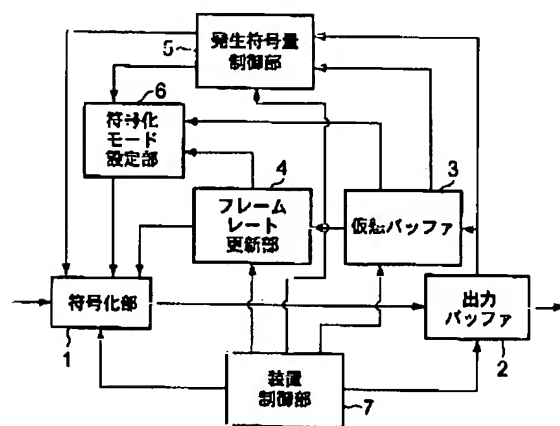 5
発生符号量
制御部
6
符号化
モード
設定部
4
フレーム
レート
更新部
3
仮想バッファ
符号化部
1
出力
バッファ
2
装置
制御部
7